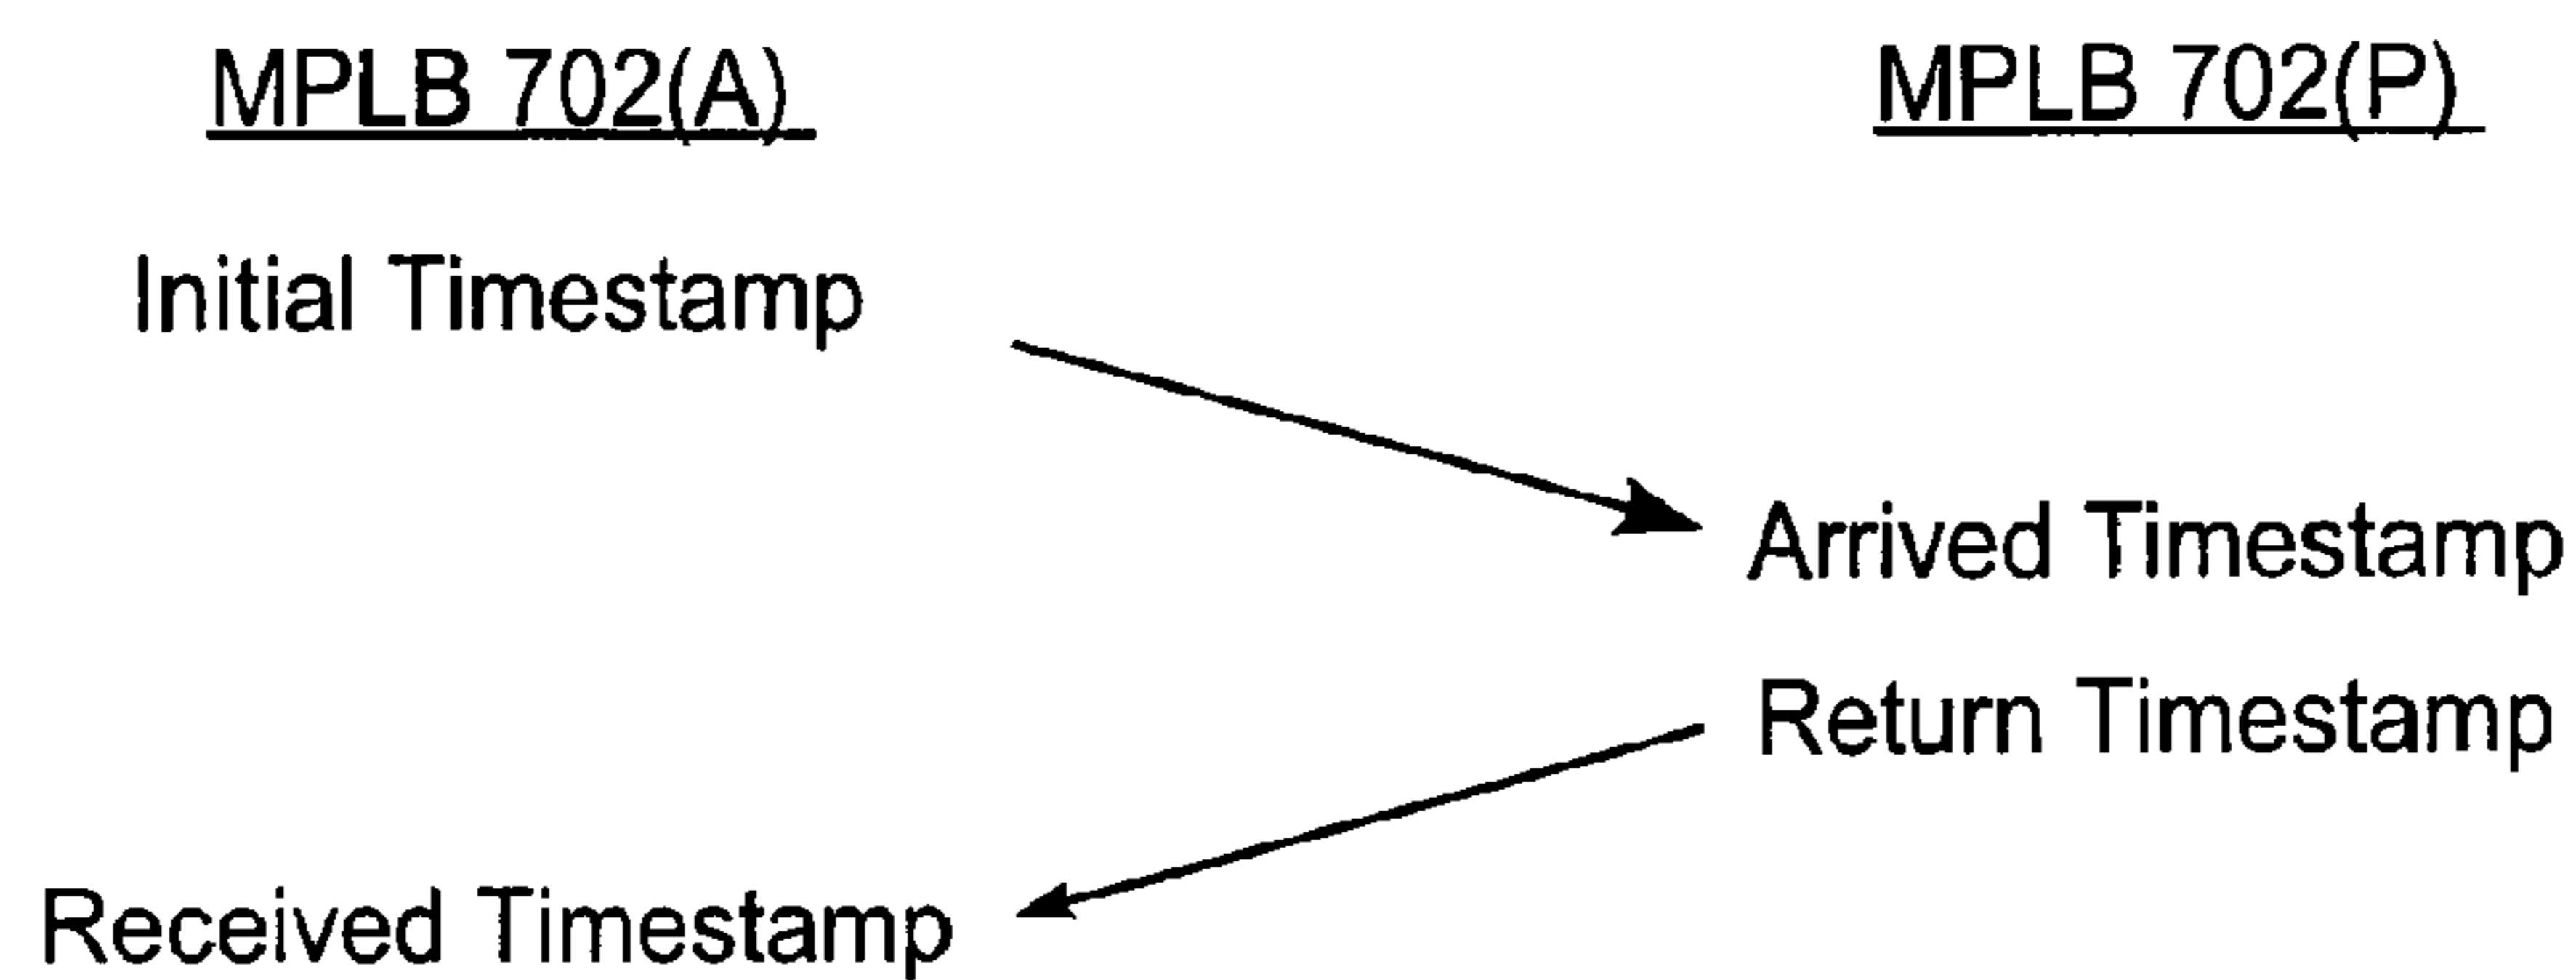 MPLB 702(A)
MPLB 702(P)
Initial Timestamp
Arrived Timestamp
Return Timestamp
Received Timestamp